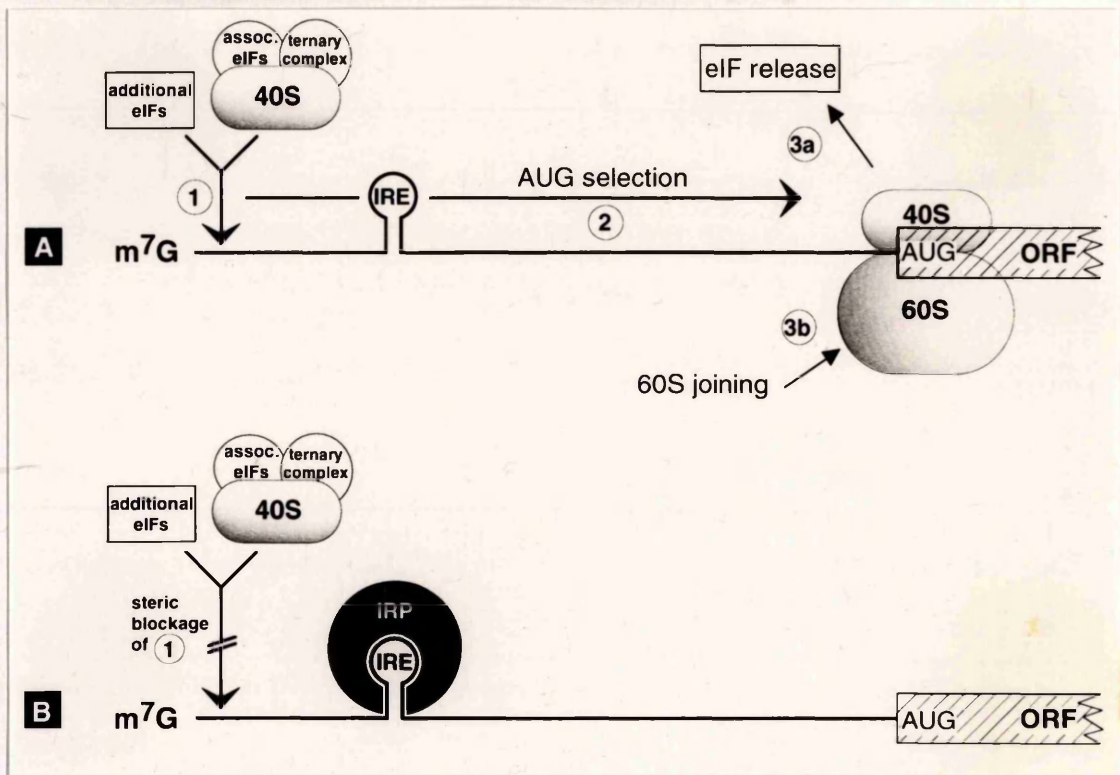 assoc. ternary
eIFs complex
additional
eIFs
40S
eIF release
3a
1
IRE
AUG selection
2
40S
A
m⁷G
AUG
ORF
60S
3b
60S joining
assoc. ternary
eIFs complex
additional
eIFs
40S
steric
blockage
of 1
IRP
IRE
B
m⁷G
AUG
ORF